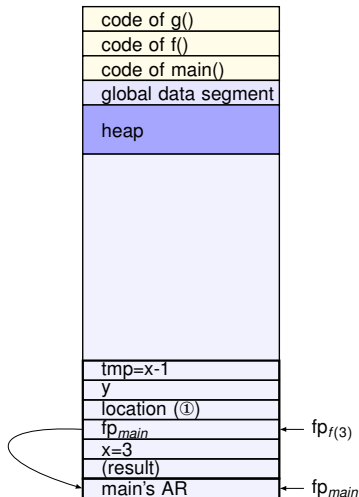 code of g()
code of f()
code of main()
global data segment
heap
tmp=x-1
y
location (①)
fp_main fp_f(3)
x=3
(result)
main's AR fp_main